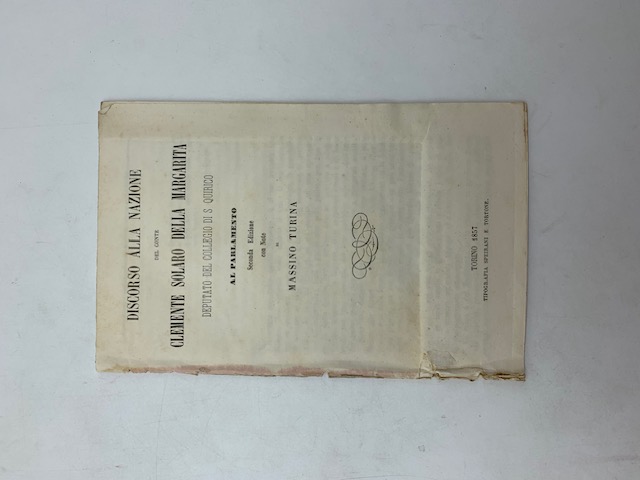 DISCORSO ALLA NAZIONE
DEL CONTE
CLEMENTE SOLARO DELLA MARGARITA
DEPUTATO DEL COLLEGIO DI S. QUIRICO
AL PARLAMENTO
Seconda Edizione
con Note
DI
MASSINO TURINA
TORINO 1857
TIPOGRAFIA SPEIRANI E TORTONE.